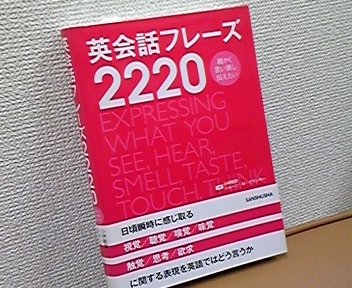 英会話フレーズ
2220
細かく
言い表し
伝えたい
EXPRESSING
WHAT YOU
SEE, HEAR,
SMELL, TASTE,
TOUCH, THINK
SANSHUSHA
日頃瞬時に感じ取る
視覚／聴覚／嗅覚／味覚
触覚／思考／欲求
に関する表現を英語ではどう言うか